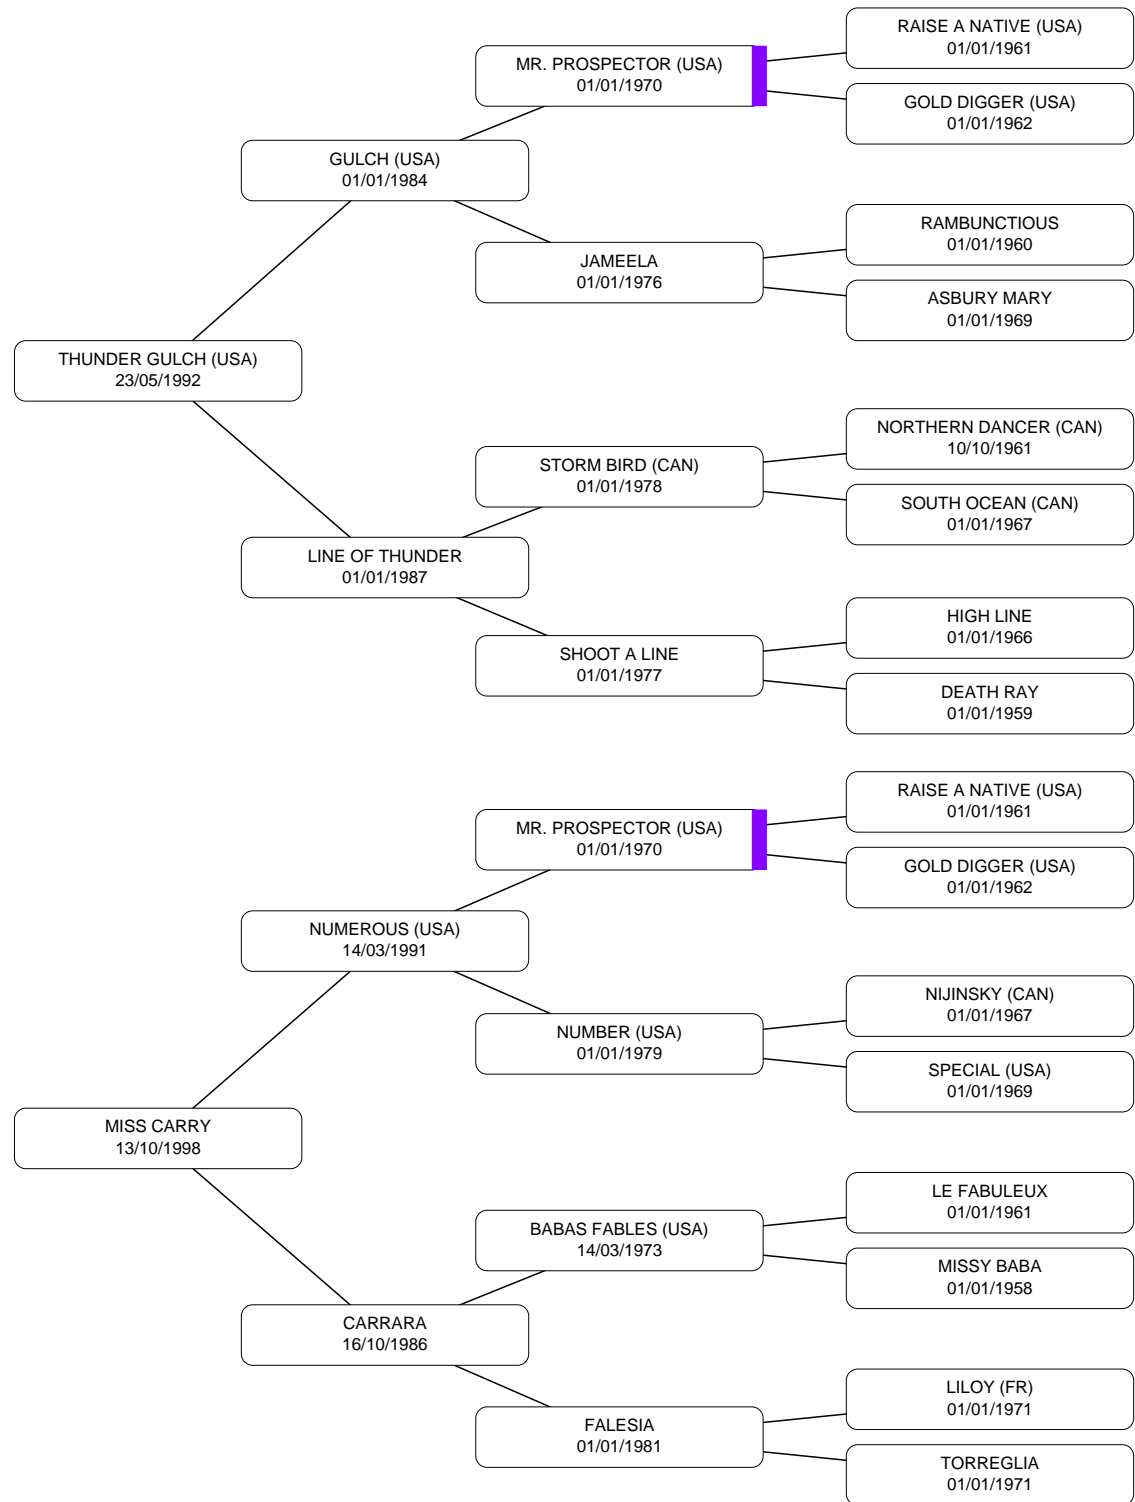 RAISE A NATIVE (USA)
01/01/1961
MR. PROSPECTOR (USA)
01/01/1970
GOLD DIGGER (USA)
01/01/1962
GULCH (USA)
01/01/1984
RAMBUNCTIOUS
01/01/1960
JAMEELA
01/01/1976
ASBURY MARY
01/01/1969
THUNDER GULCH (USA)
23/05/1992
NORTHERN DANCER (CAN)
10/10/1961
STORM BIRD (CAN)
01/01/1978
SOUTH OCEAN (CAN)
01/01/1967
LINE OF THUNDER
01/01/1987
HIGH LINE
01/01/1966
SHOOT A LINE
01/01/1977
DEATH RAY
01/01/1959
RAISE A NATIVE (USA)
01/01/1961
MR. PROSPECTOR (USA)
01/01/1970
GOLD DIGGER (USA)
01/01/1962
NUMEROUS (USA)
14/03/1991
NIJINSKY (CAN)
01/01/1967
NUMBER (USA)
01/01/1979
SPECIAL (USA)
01/01/1969
MISS CARRY
13/10/1998
LE FABULEUX
01/01/1961
BABAS FABLES (USA)
14/03/1973
MISSY BABA
01/01/1958
CARRARA
16/10/1986
LILOY (FR)
01/01/1971
FALESIA
01/01/1981
TORREGLIA
01/01/1971